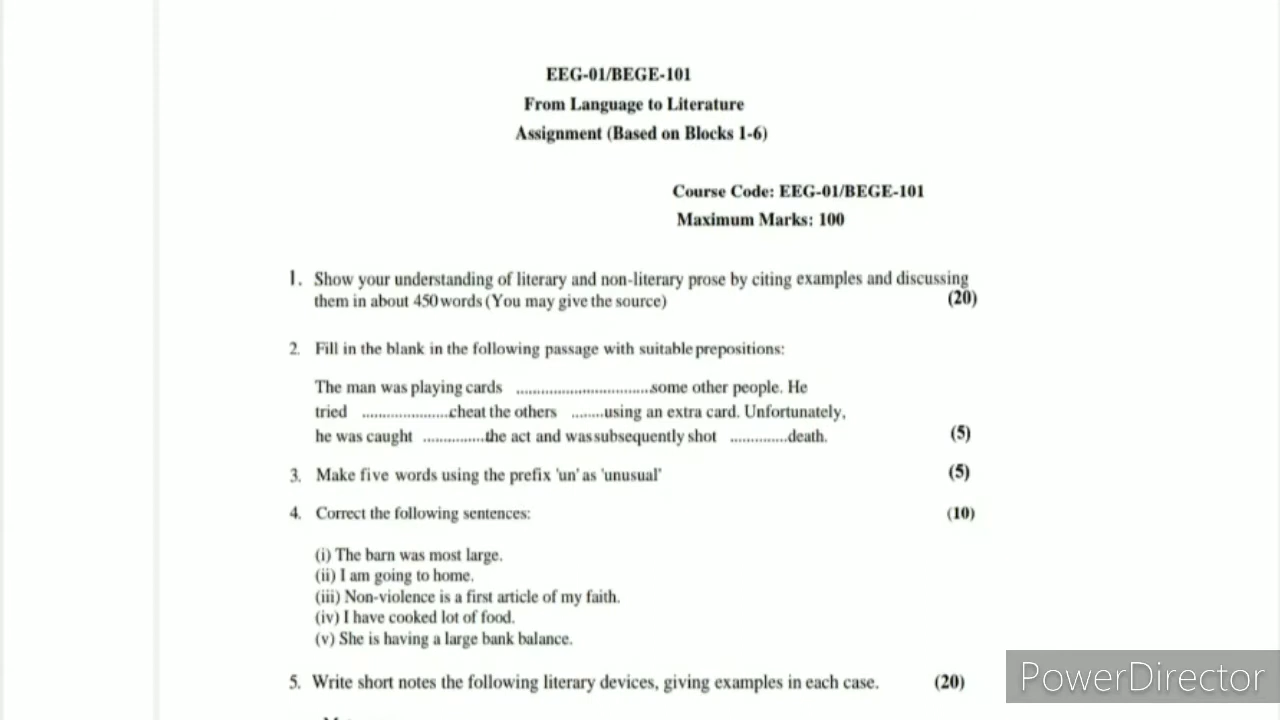 EEG-01/BEGE-101
From Language to Literature
Assignment (Based on Blocks 1-6)
Course Code: EEG-01/BEGE-101
Maximum Marks: 100
1. Show your understanding of literary and non-literary prose by citing examples and discussing
them in about 450 words (You may give the source) (20)
2. Fill in the blank in the following passage with suitable prepositions:
The man was playing cards ..............................some other people. He
tried ....................cheat the others ........using an extra card. Unfortunately,
he was caught ..............the act and was subsequently shot .............death. (5)
3. Make five words using the prefix 'un' as 'unusual' (5)
4. Correct the following sentences: (10)
(i) The barn was most large.
(ii) I am going to home.
(iii) Non-violence is a first article of my faith.
(iv) I have cooked lot of food.
(v) She is having a large bank balance.
5. Write short notes the following literary devices, giving examples in each case. (20)
PowerDirector